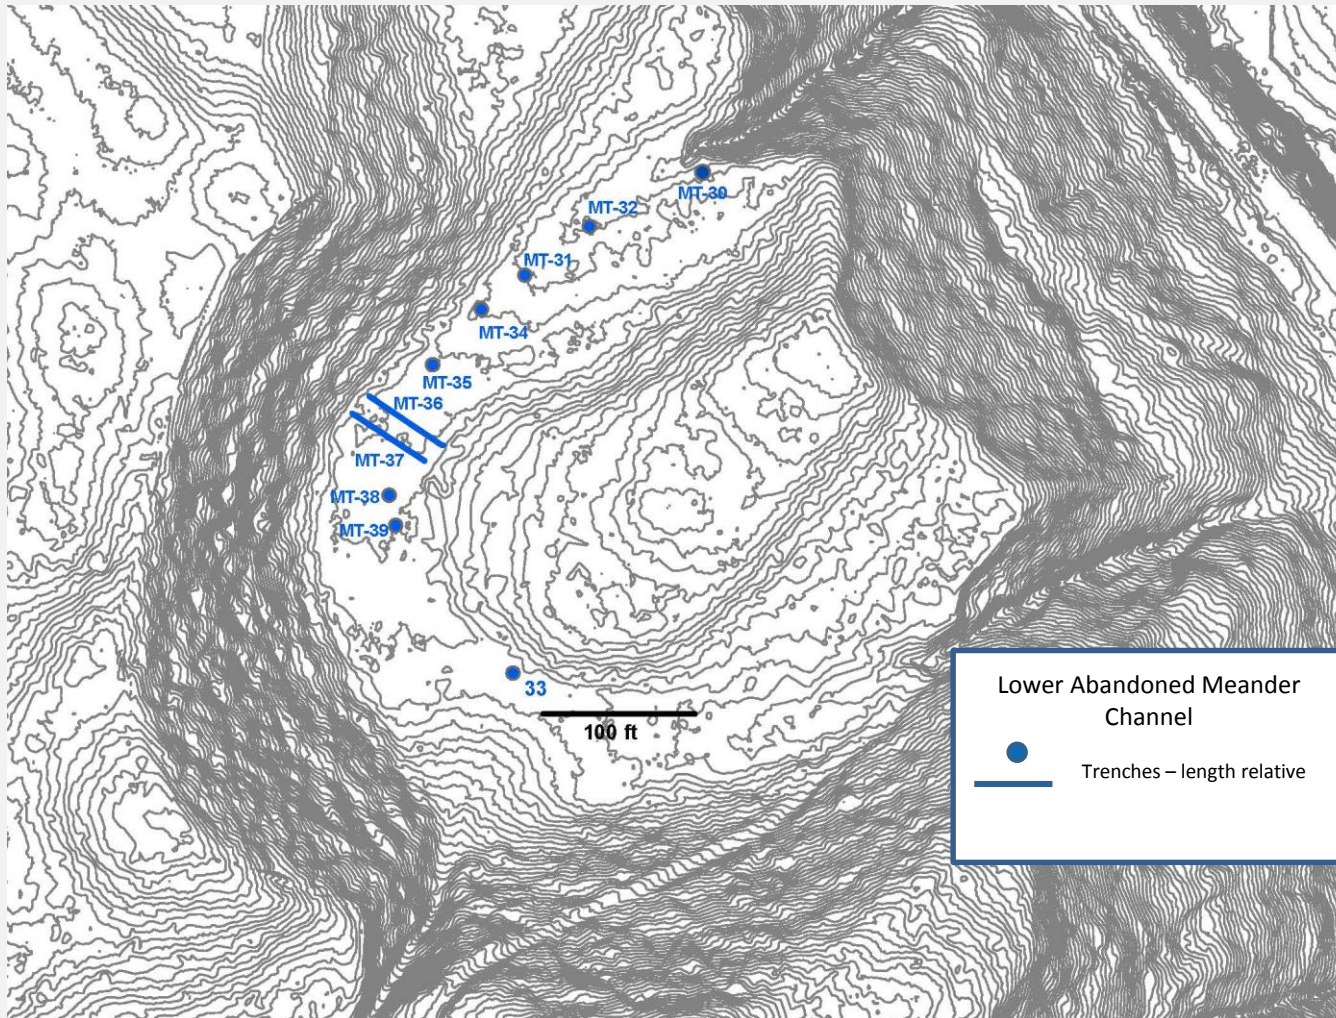 MT-30
MT-32
MT-31
MT-34
MT-35
MT-36
MT-37
MT-38
MT-39
33
100 ft
Lower Abandoned Meander
Channel
Trenches – length relative